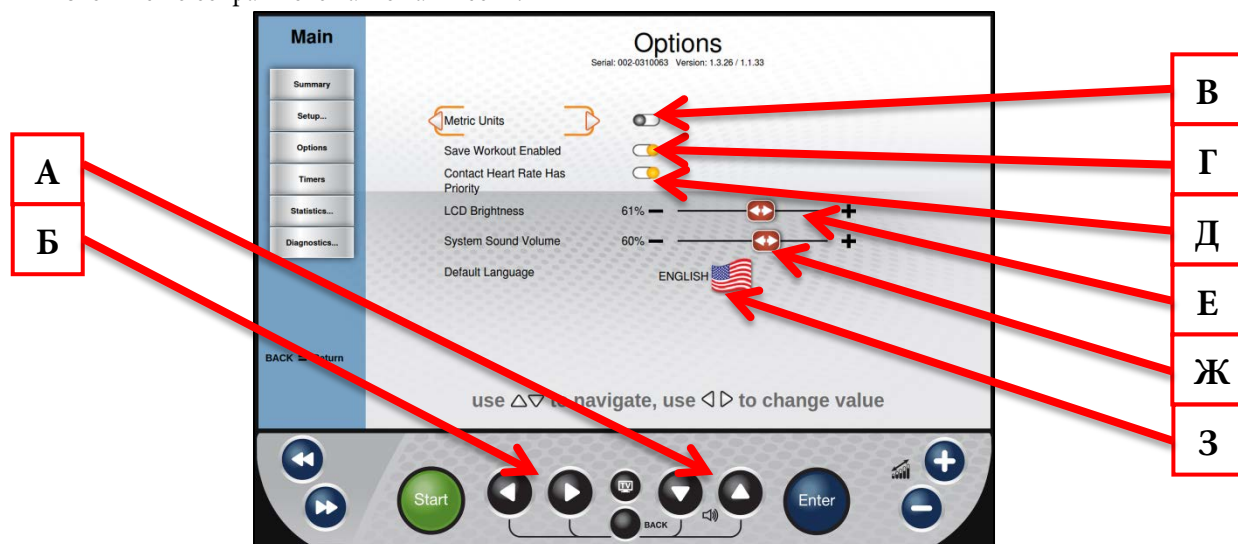 Main
Options
Serial: 002-0310063 Version: 1.3.26 / 1.1.33
Summary
Setup...
Options
Timers
Statistics...
Diagnostics...
Metric Units
Save Workout Enabled
Contact Heart Rate Has
Priority
LCD Brightness 61%
System Sound Volume 60%
Default Language ENGLISH
use △▽ to navigate, use ◁ ▷ to change value
Start
TV
BACK
Enter
А
Б
В
Г
Д
Е
Ж
З